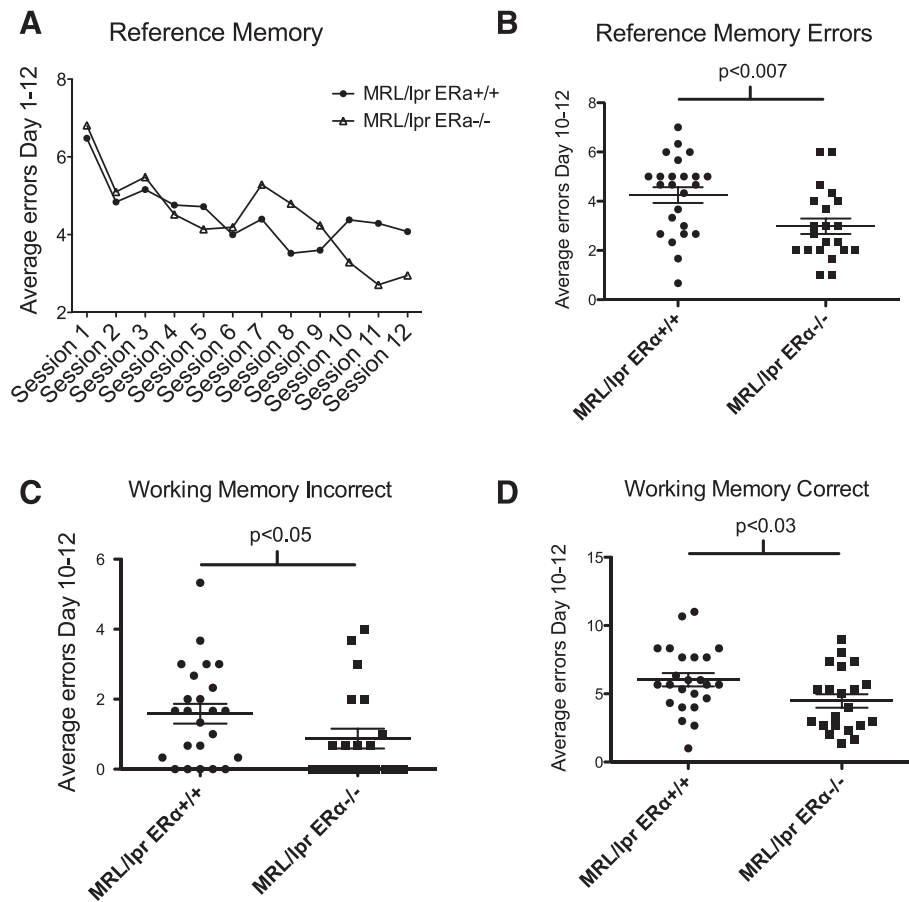 A
Reference Memory
Average errors Day 1-12
8
6
4
2
MRL/lpr ERa+/+
MRL/lpr ERa-/-
Session 1
Session 2
Session 3
Session 4
Session 5
Session 6
Session 7
Session 8
Session 9
Session 10
Session 11
Session 12
B
Reference Memory Errors
p<0.007
Average errors Day 10-12
8
6
4
2
0
MRL/lpr ERα+/+
MRL/lpr ERα-/-
C
Working Memory Incorrect
p<0.05
Average errors Day 10-12
6
4
2
0
MRL/lpr ERα+/+
MRL/lpr ERα-/-
D
Working Memory Correct
p<0.03
Average errors Day 10-12
15
10
5
0
MRL/lpr ERα+/+
MRL/lpr ERα-/-